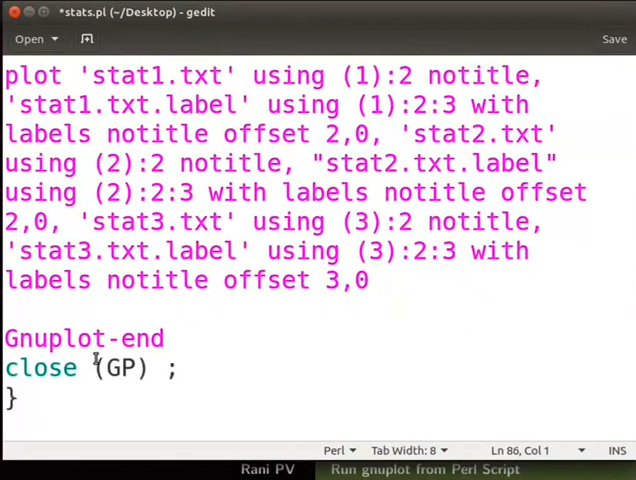 *stats.pl (~/Desktop) - gedit
Open
Save
plot 'stat1.txt' using (1):2 notitle,
'stat1.txt.label' using (1):2:3 with
labels notitle offset 2,0, 'stat2.txt'
using (2):2 notitle, "stat2.txt.label"
using (2):2:3 with labels notitle offset
2,0, 'stat3.txt' using (3):2 notitle,
'stat3.txt.label' using (3):2:3 with
labels notitle offset 3,0
Gnuplot-end
close (GP) ;
}
Perl Tab Width: 8 Ln 86, Col 1 INS
Rani PV Run gnuplot from Perl Script